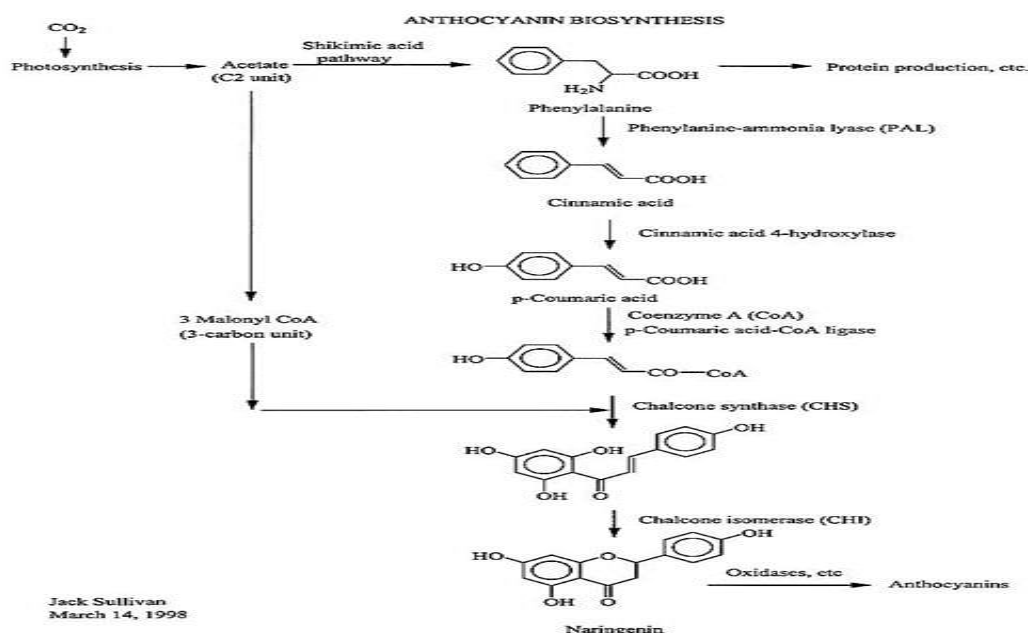 ANTHOCYANIN BIOSYNTHESIS
CO₂
Photosynthesis
Acetate
(C2 unit)
Shikimic acid
pathway
COOH
H₂N
Phenylalanine
Protein production, etc.
Phenylanine-ammonia lyase (PAL)
COOH
Cinnamic acid
Cinnamic acid 4-hydroxylase
HO
COOH
p-Coumaric acid
3 Malonyl CoA
(3-carbon unit)
Coenzyme A (CoA)
p-Coumaric acid-CoA ligase
HO
CO—CoA
Chalcone synthase (CHS)
OH
HO
OH
OH
O
Chalcone isomerase (CHI)
OH
HO
O
OH
O
Oxidases, etc
Anthocyanins
Naringenin
Jack Sullivan
March 14, 1998